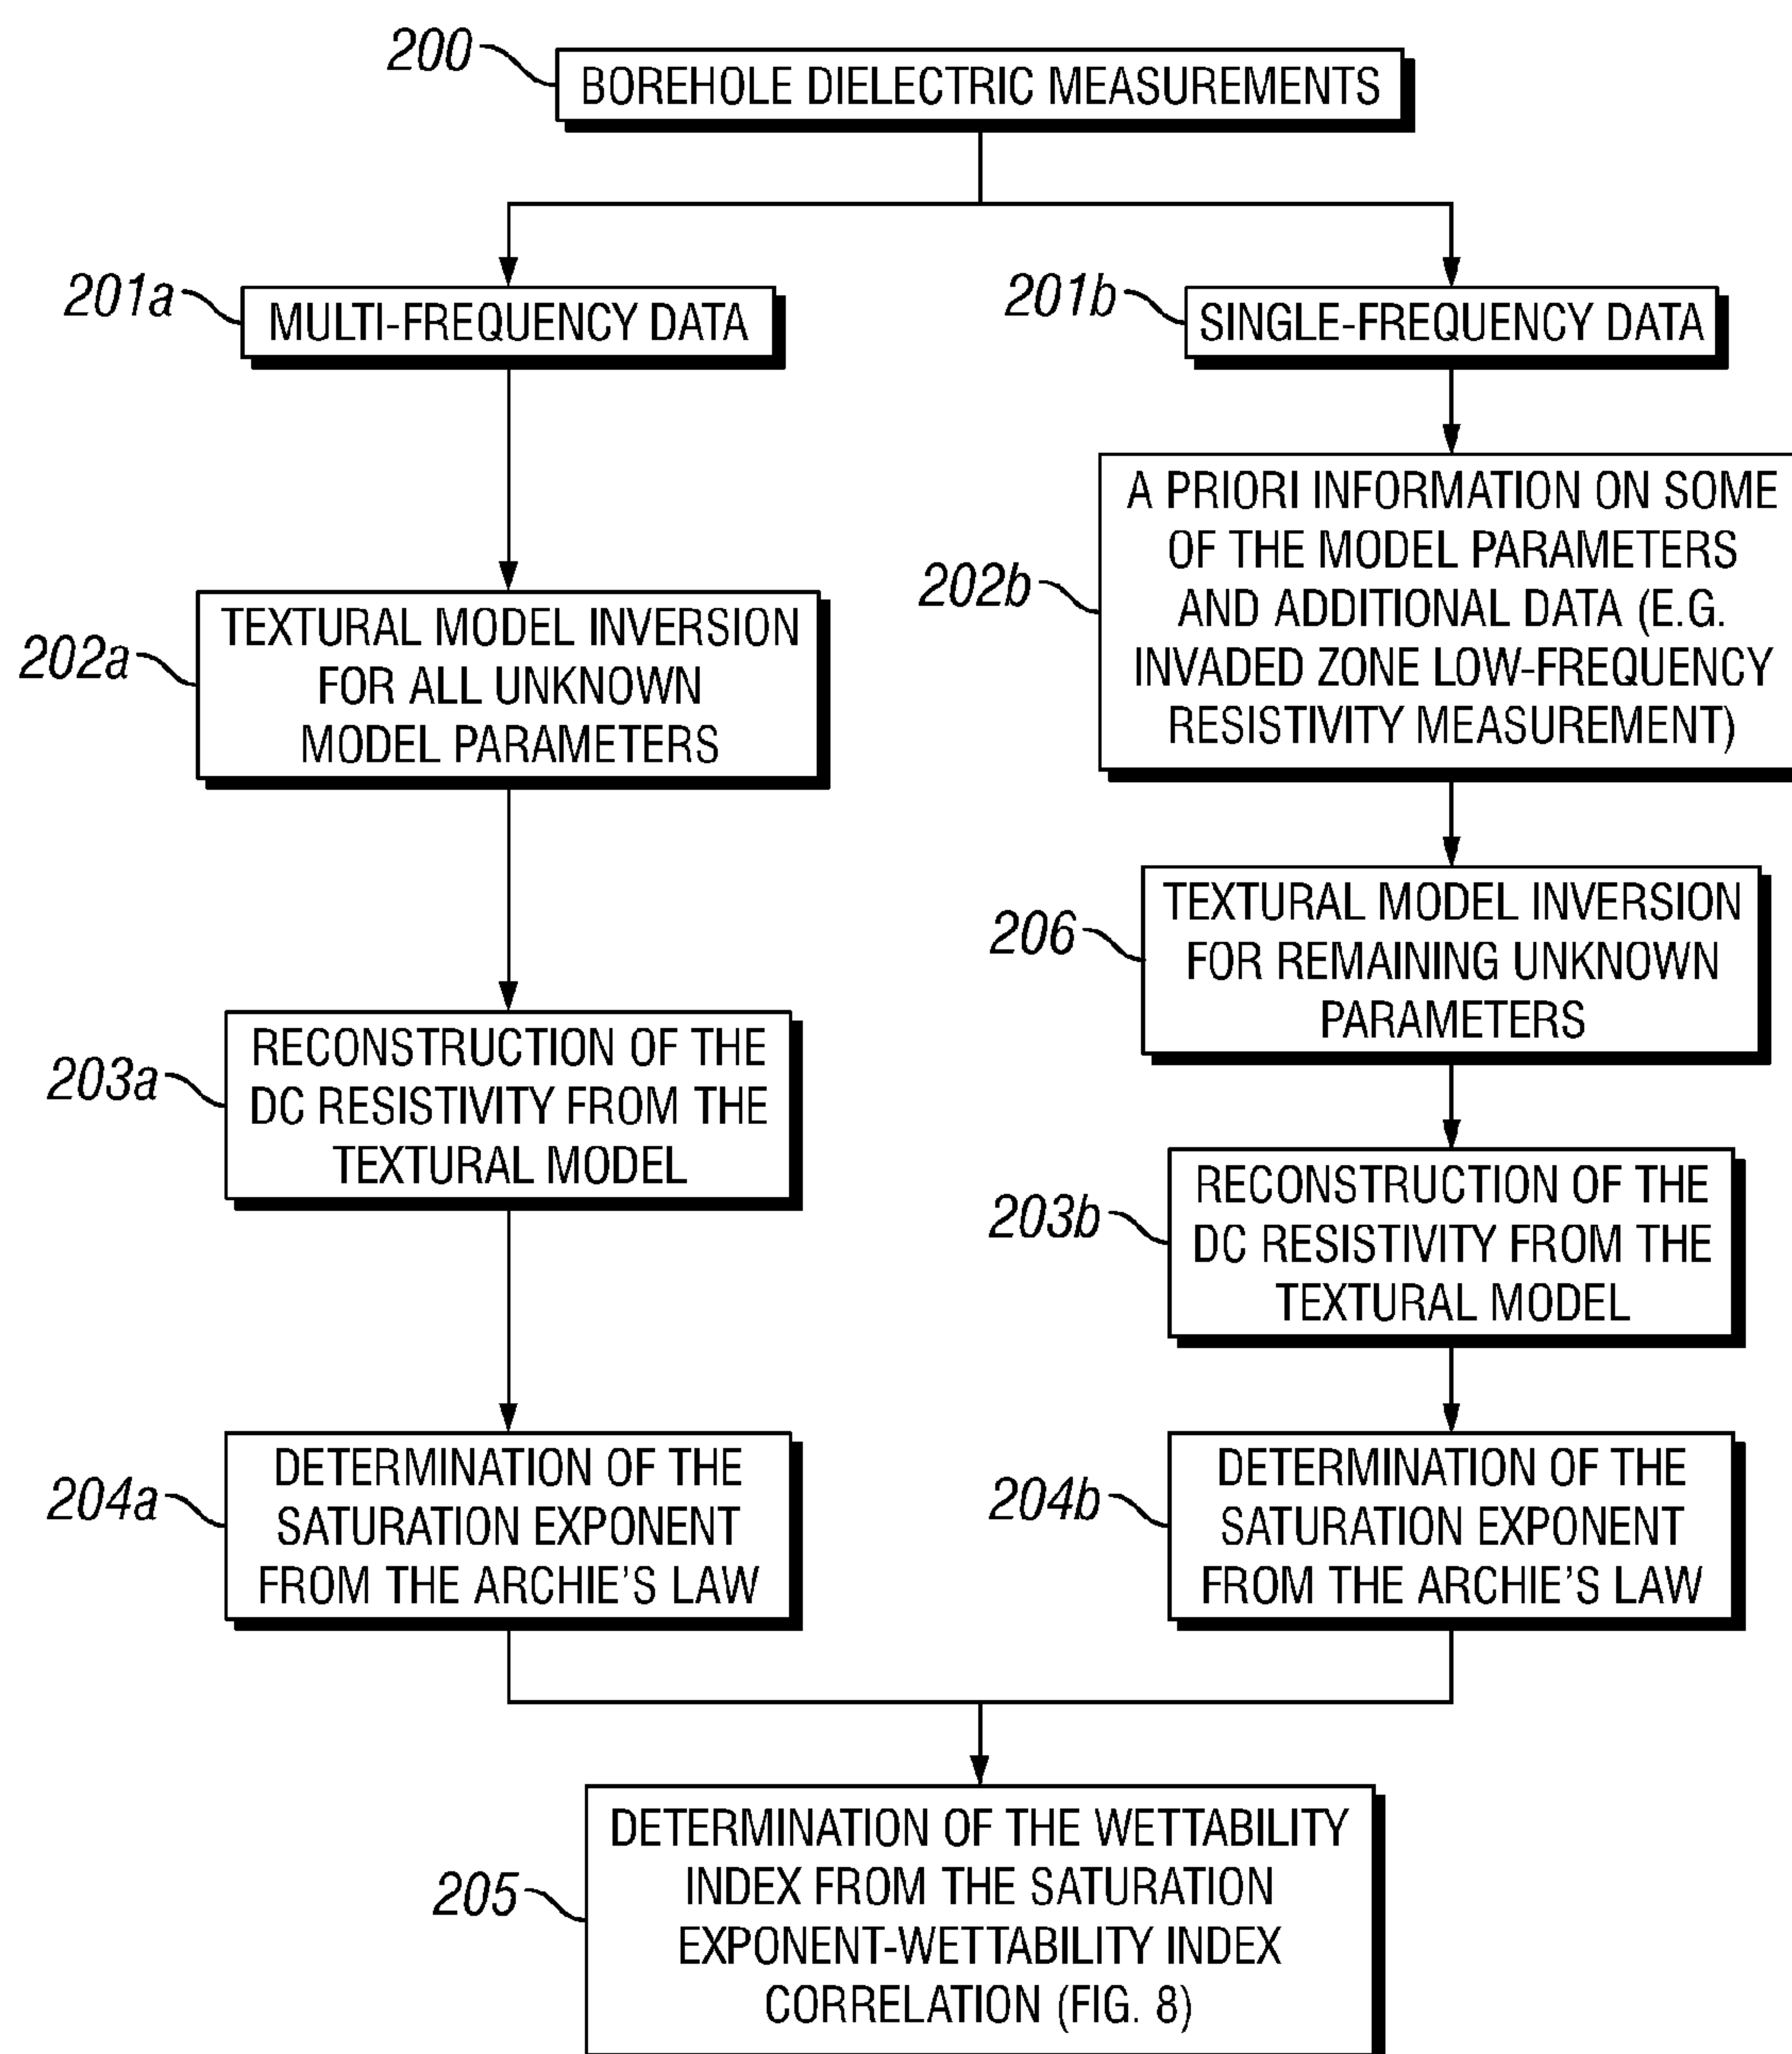 200
BOREHOLE DIELECTRIC MEASUREMENTS
201a
MULTI-FREQUENCY DATA
201b
SINGLE-FREQUENCY DATA
202a
TEXTURAL MODEL INVERSION
FOR ALL UNKNOWN
MODEL PARAMETERS
202b
A PRIORI INFORMATION ON SOME
OF THE MODEL PARAMETERS
AND ADDITIONAL DATA (E.G.
INVADED ZONE LOW-FREQUENCY
RESISTIVITY MEASUREMENT)
206
TEXTURAL MODEL INVERSION
FOR REMAINING UNKNOWN
PARAMETERS
203a
RECONSTRUCTION OF THE
DC RESISTIVITY FROM THE
TEXTURAL MODEL
203b
RECONSTRUCTION OF THE
DC RESISTIVITY FROM THE
TEXTURAL MODEL
204a
DETERMINATION OF THE
SATURATION EXPONENT
FROM THE ARCHIE'S LAW
204b
DETERMINATION OF THE
SATURATION EXPONENT
FROM THE ARCHIE'S LAW
205
DETERMINATION OF THE WETTABILITY
INDEX FROM THE SATURATION
EXPONENT-WETTABILITY INDEX
CORRELATION (FIG. 8)